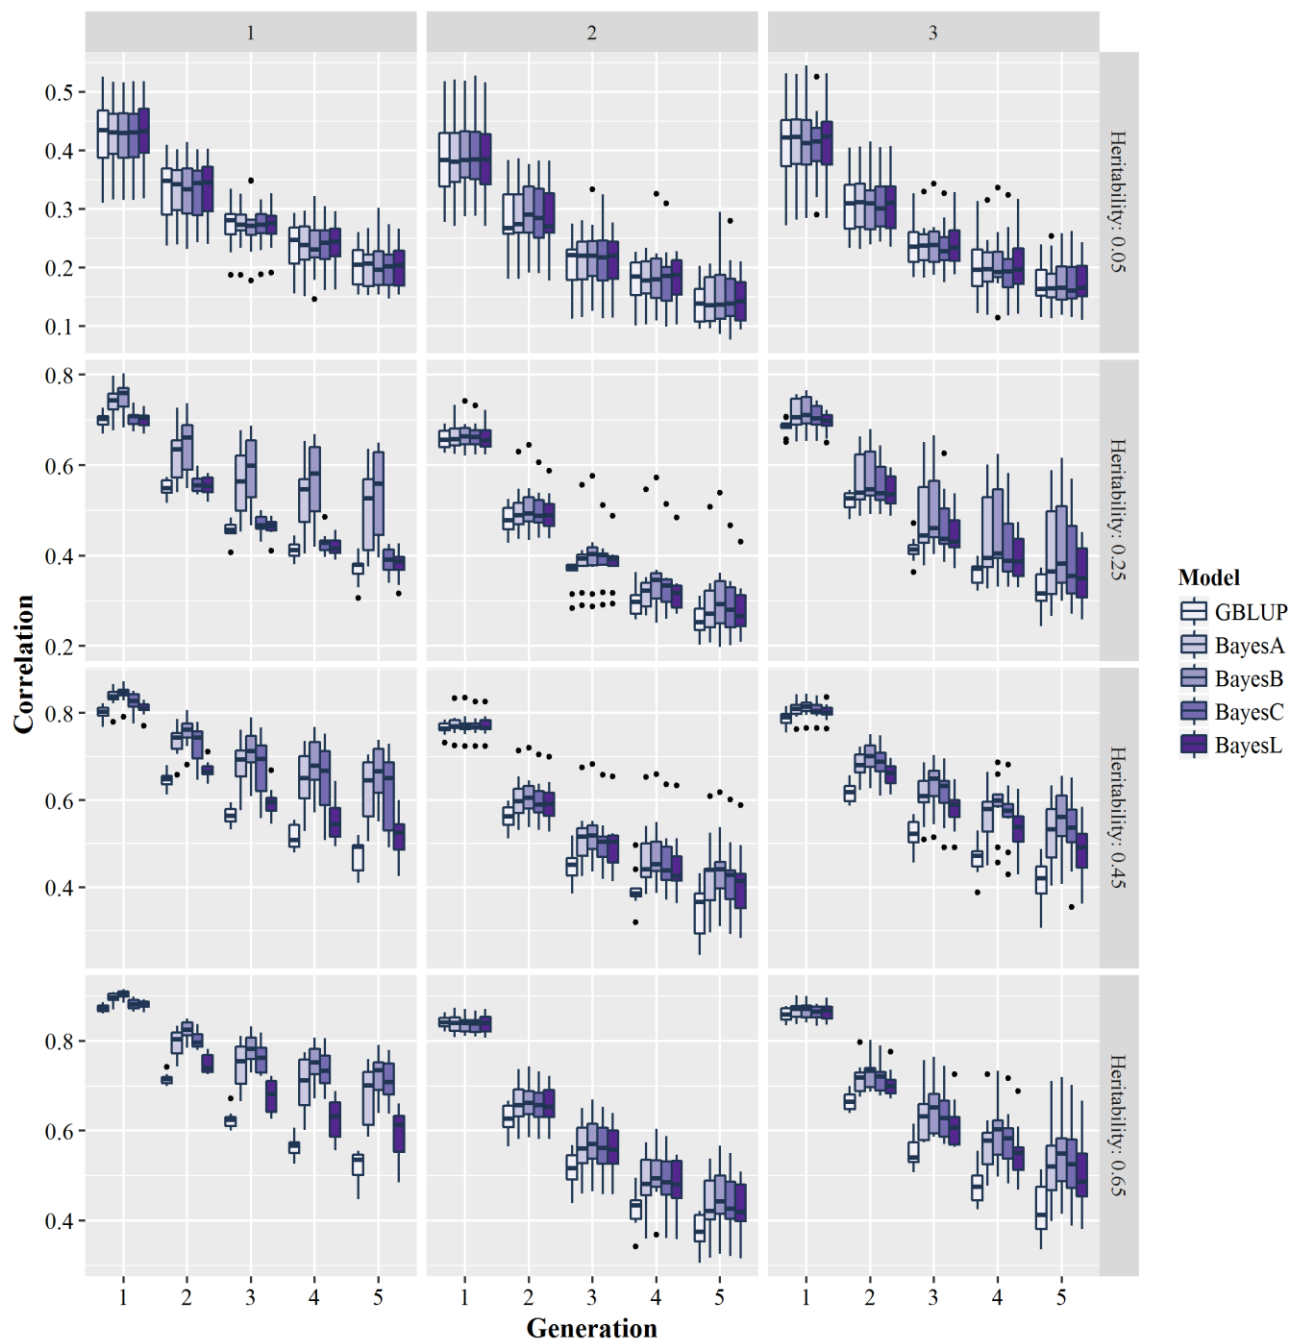 1 2 3
0.5
0.4
0.3
0.2
0.1
Heritability: 0.05
0.8
0.6
0.4
0.2
Heritability: 0.25
Correlation
0.8
0.6
0.4
Heritability: 0.45
0.8
0.6
0.4
Heritability: 0.65
1 2 3 4 5 1 2 3 4 5 1 2 3 4 5
Generation
Model
GBLUP
BayesA
BayesB
BayesC
BayesL